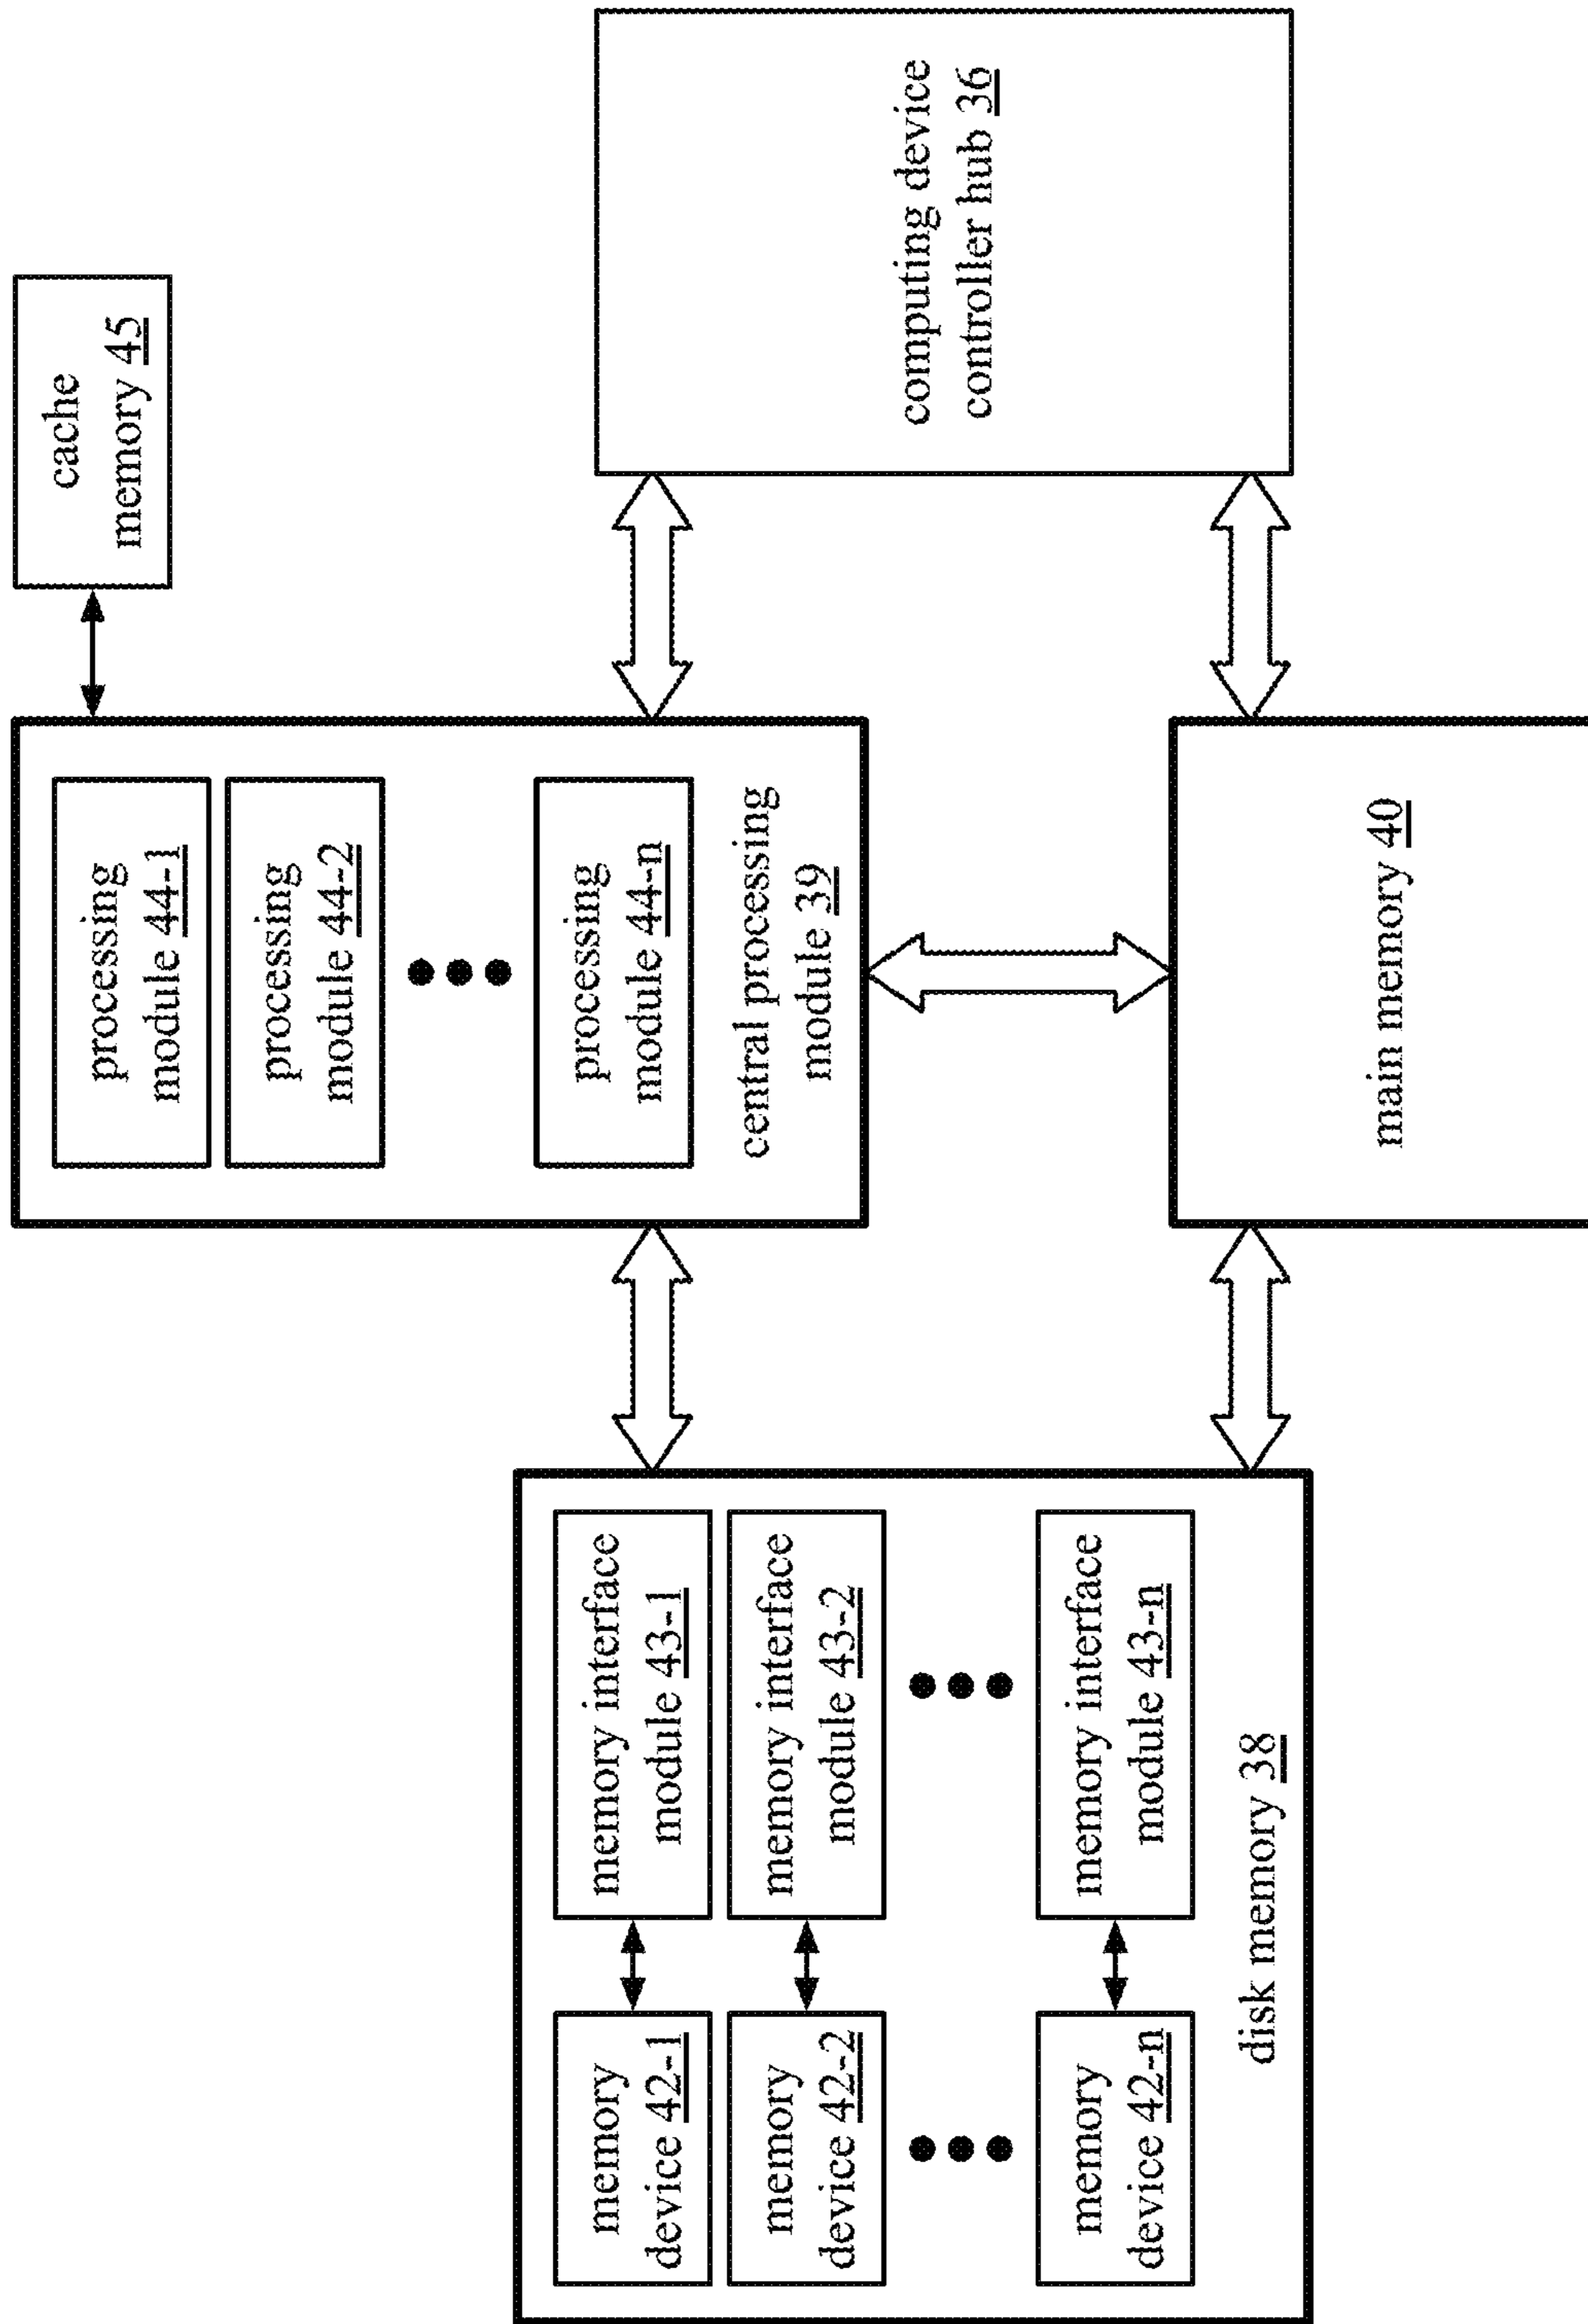 memory
device 42-1
memory
device 42-2
memory
device 42-n
memory interface
module 43-1
memory interface
module 43-2
memory interface
module 43-n
disk memory 38
processing
module 44-1
processing
module 44-2
processing
module 44-n
central processing
module 39
main memory 40
cache
memory 45
computing device
controller hub 36